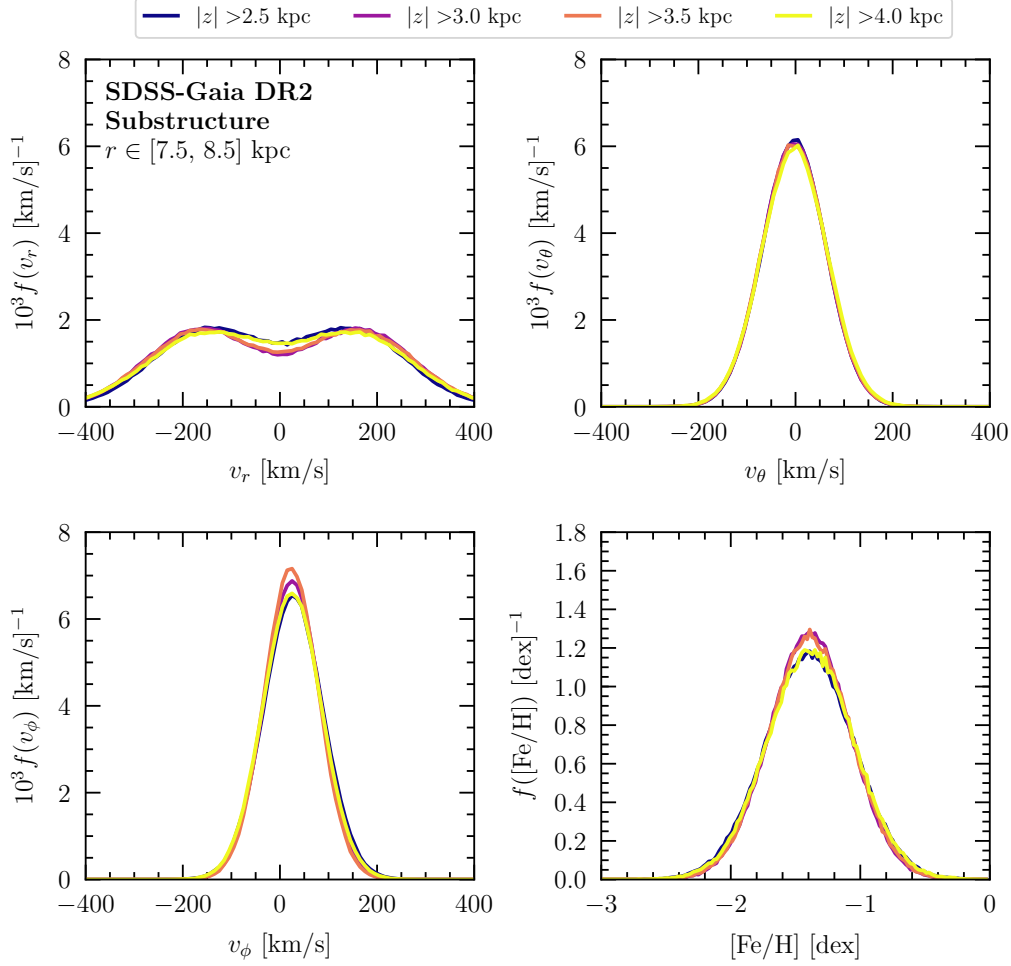 |z| >2.5 kpc |z| >3.0 kpc |z| >3.5 kpc |z| >4.0 kpc
SDSS-Gaia DR2
Substructure
r ∈ [7.5, 8.5] kpc
10³ f(v_r) [km/s]⁻¹
8
6
4
2
0
−400 −200 0 200 400
v_r [km/s]
10³ f(v_θ) [km/s]⁻¹
8
6
4
2
0
−400 −200 0 200 400
v_θ [km/s]
10³ f(v_ϕ) [km/s]⁻¹
8
6
4
2
0
−400 −200 0 200 400
v_ϕ [km/s]
f([Fe/H]) [dex]⁻¹
1.8
1.6
1.4
1.2
1.0
0.8
0.6
0.4
0.2
0.0
−3 −2 −1 0
[Fe/H] [dex]